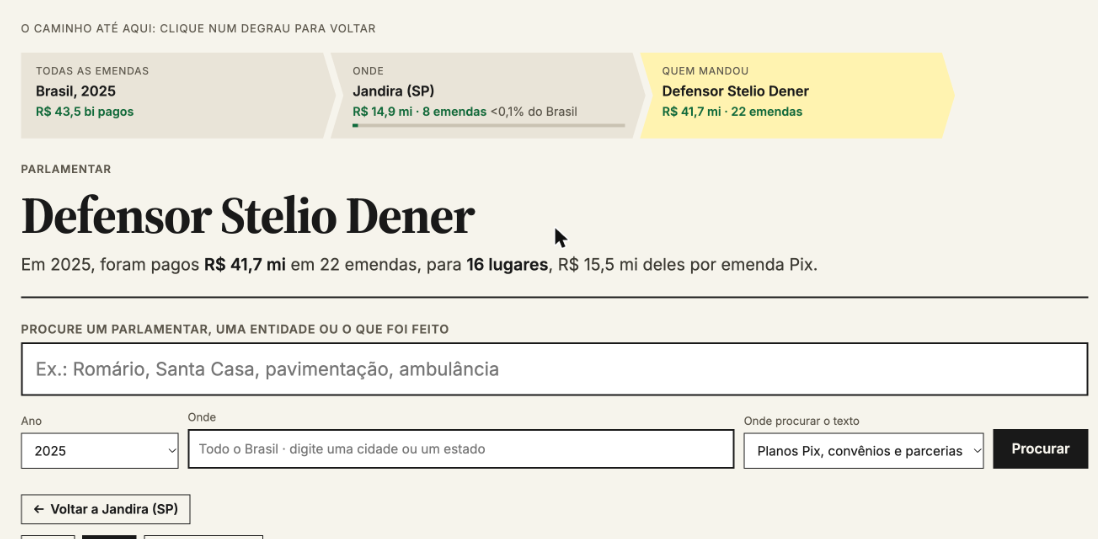 O CAMINHO ATÉ AQUI: CLIQUE NUM DEGRAU PARA VOLTAR
TODAS AS EMENDAS
Brasil, 2025
R$ 43,5 bi pagos
ONDE
Jandira (SP)
R$ 14,9 mi · 8 emendas <0,1% do Brasil
QUEM MANDOU
Defensor Stelio Dener
R$ 41,7 mi · 22 emendas
PARLAMENTAR
Defensor Stelio Dener
Em 2025, foram pagos R$ 41,7 mi em 22 emendas, para 16 lugares, R$ 15,5 mi deles por emenda Pix.
PROCURE UM PARLAMENTAR, UMA ENTIDADE OU O QUE FOI FEITO
Ex.: Romário, Santa Casa, pavimentação, ambulância
Ano
Onde
Onde procurar o texto
2025
Todo o Brasil · digite uma cidade ou um estado
Planos Pix, convênios e parcerias
Procurar
← Voltar a Jandira (SP)